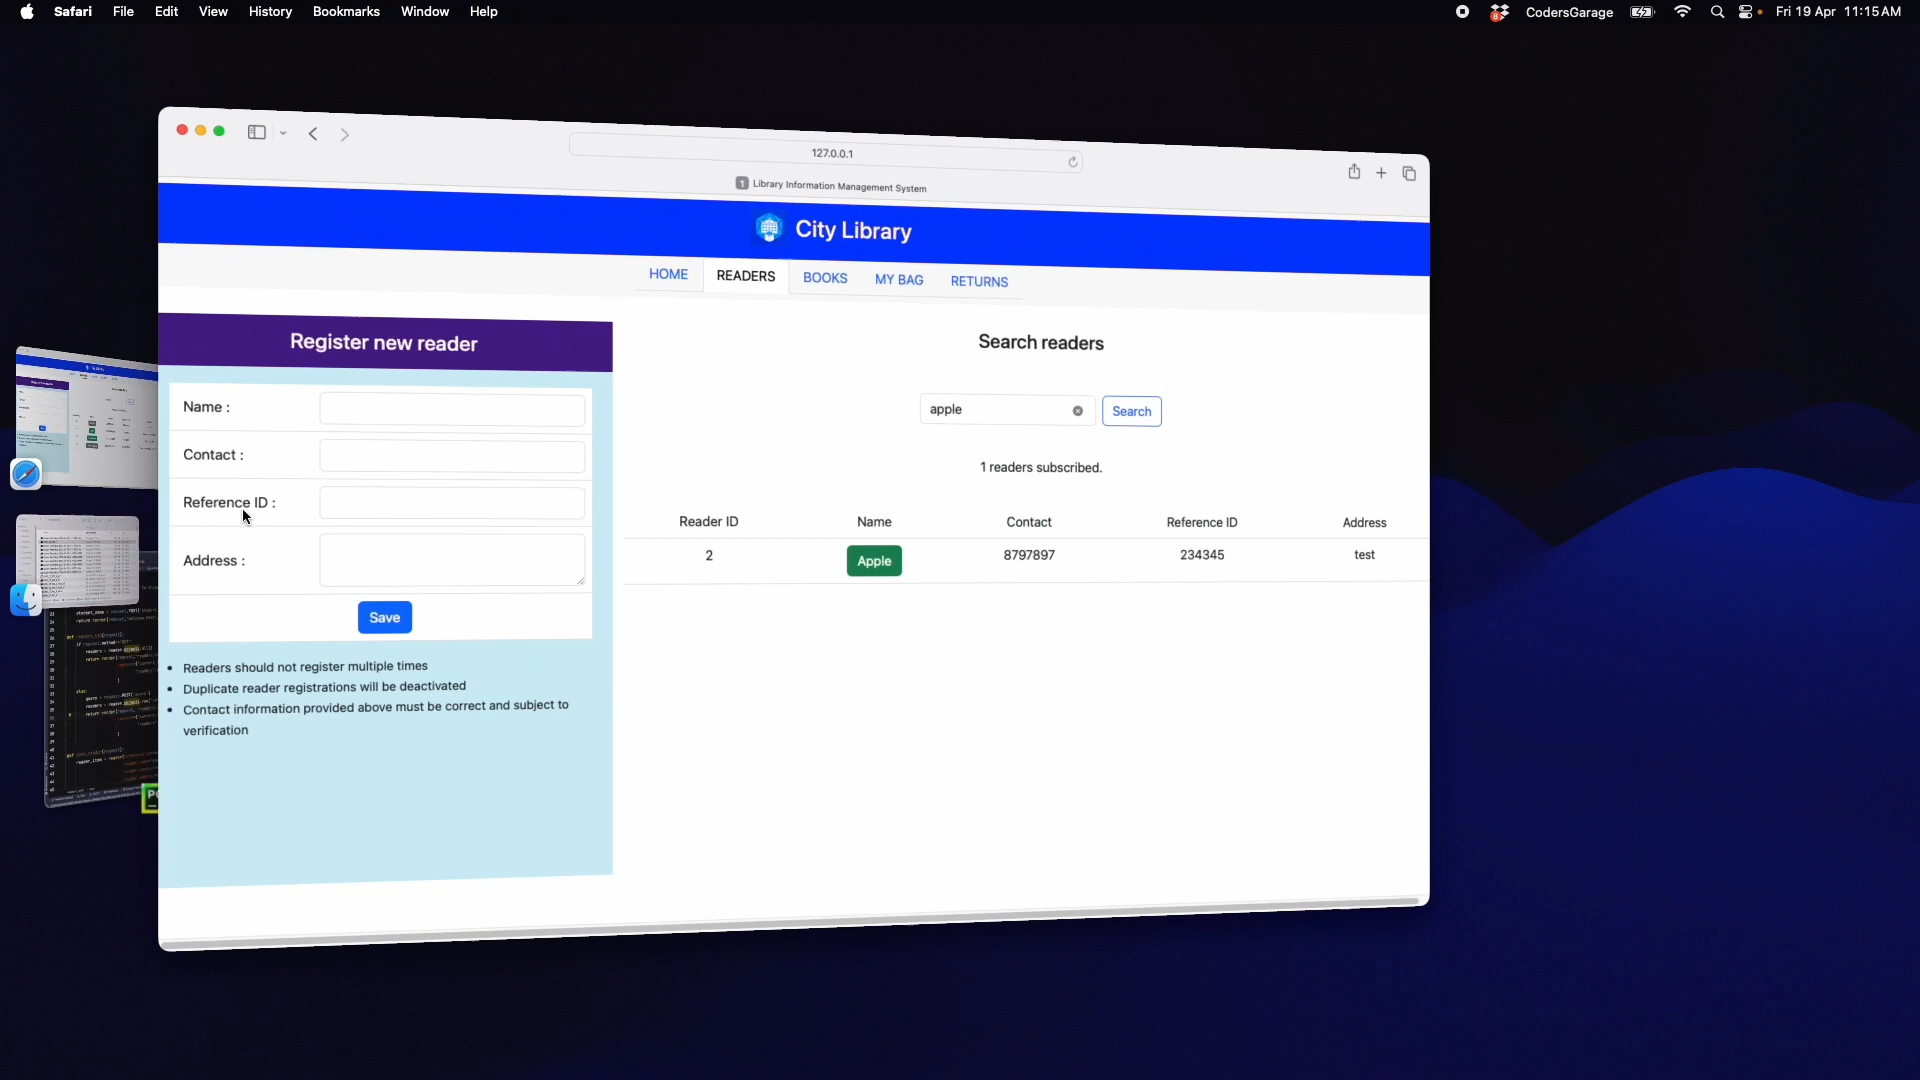 Safari File Edit View History Bookmarks Window Help
8 CodersGarage Fri 19 Apr 11:15 AM
127.0.0.1
1 Library Information Management System
City Library
HOME READERS BOOKS MY BAG RETURNS
Register new reader
Name :
Contact :
Reference ID :
Address :
Save
• Readers should not register multiple times
• Duplicate reader registrations will be deactivated
• Contact information provided above must be correct and subject to
verification
Search readers
apple Search
1 readers subscribed.
Reader ID Name Contact Reference ID Address
2 Apple 8797897 234345 test